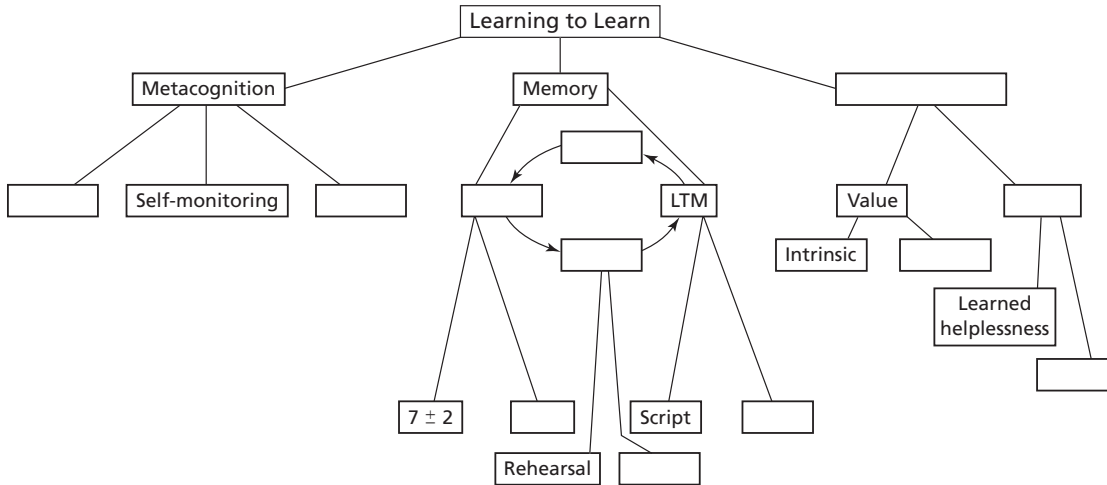 Learning to Learn
Metacognition
Memory
Self-monitoring
LTM
Value
Intrinsic
Learned
helplessness
7 ± 2
Script
Rehearsal